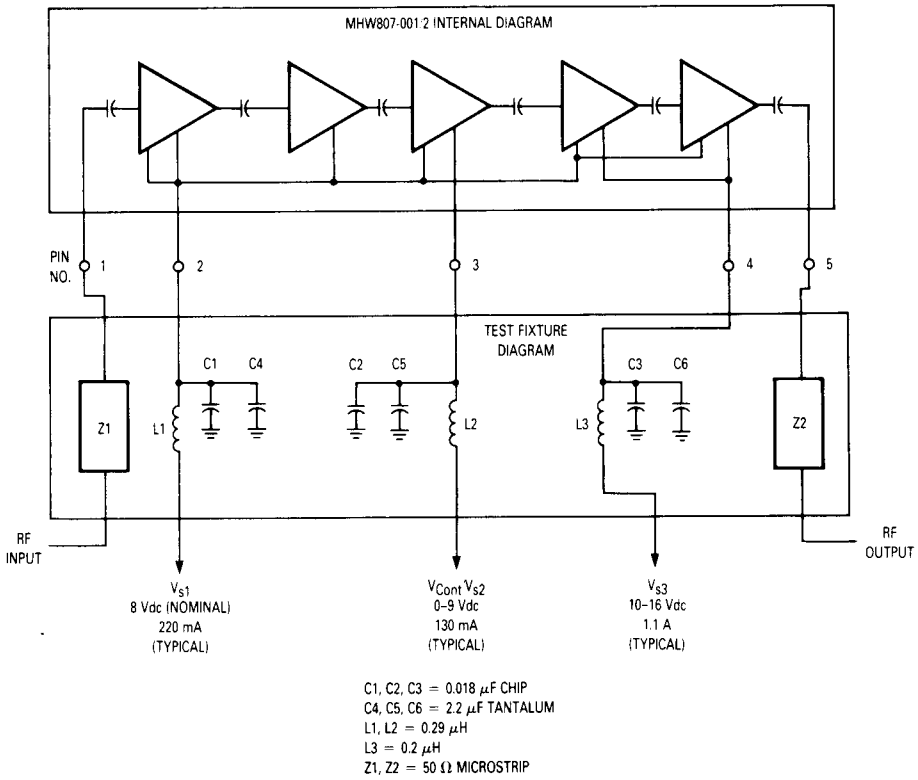 MHW807-001/2 INTERNAL DIAGRAM
PIN
NO.
1
2
3
4
5
TEST FIXTURE
DIAGRAM
C1
C4
C2
C5
C3
C6
Z1
L1
L2
L3
Z2
RF
INPUT
RF
OUTPUT
Vs1
8 Vdc (NOMINAL)
220 mA
(TYPICAL)
VCont/Vs2
0–9 Vdc
130 mA
(TYPICAL)
Vs3
10–16 Vdc
1.1 A
(TYPICAL)
C1, C2, C3 = 0.018 μF CHIP
C4, C5, C6 = 2.2 μF TANTALUM
L1, L2 = 0.29 μH
L3 = 0.2 μH
Z1, Z2 = 50 Ω MICROSTRIP